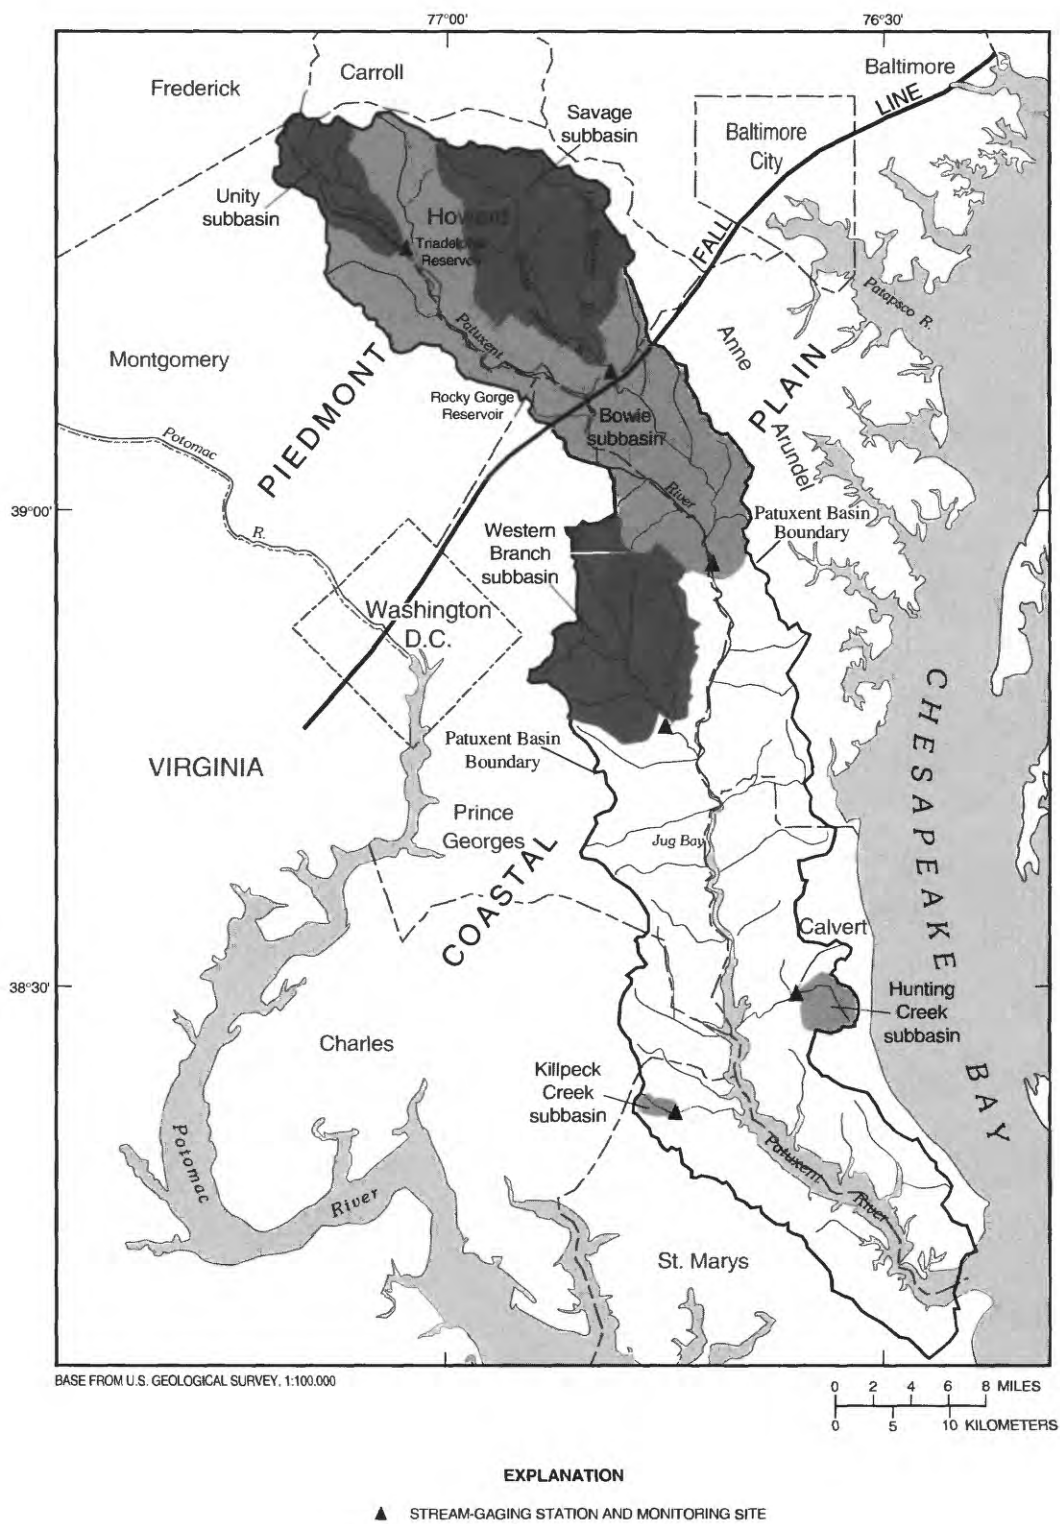 77°00'
76°30'
Frederick
Carroll
Baltimore
LINE
Savage
subbasin
Baltimore
City
Unity
subbasin
Howard
Triadelphia
Reservoir
FALL
Patapsco R.
Patuxent
Anne
PLAIN
Montgomery
PIEDMONT
Rocky Gorge
Reservoir
Bowie
subbasin
Arundel
Potomac
River
39°00'
R.
Western
Branch
subbasin
Patuxent Basin
Boundary
Washington
D.C.
CHESAPEAKE
VIRGINIA
Patuxent Basin
Boundary
Prince
Georges
Jug Bay
COASTAL
Calvert
38°30'
Hunting
Creek
subbasin
Charles
Killpeck
Creek
subbasin
BAY
Potomac
River
Patuxent
River
St. Marys
BASE FROM U.S. GEOLOGICAL SURVEY, 1:100.000
0 2 4 6 8 MILES
0 5 10 KILOMETERS
EXPLANATION
▲ STREAM-GAGING STATION AND MONITORING SITE